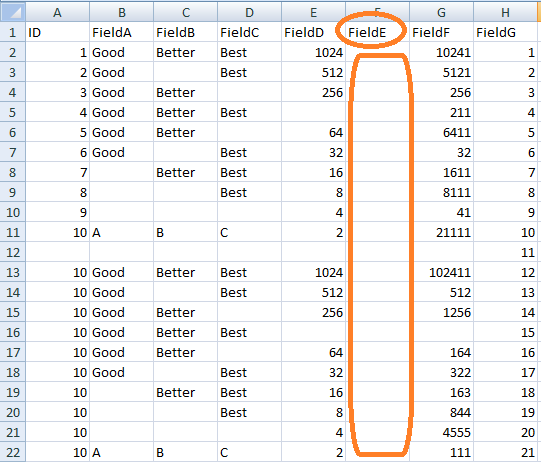 A B C D E F G H
1 ID FieldA FieldB FieldC FieldD FieldE FieldF FieldG
2 1 Good Better Best 1024 10241 1
3 2 Good Best 512 5121 2
4 3 Good Better 256 256 3
5 4 Good Better Best 211 4
6 5 Good Better 64 6411 5
7 6 Good Best 32 32 6
8 7 Better Best 16 1611 7
9 8 Best 8 8111 8
10 9 4 41 9
11 10 A B C 2 21111 10
12 11
13 10 Good Better Best 1024 102411 12
14 10 Good Best 512 512 13
15 10 Good Better 256 1256 14
16 10 Good Better Best 15
17 10 Good Better 64 164 16
18 10 Good Best 32 322 17
19 10 Better Best 16 163 18
20 10 Best 8 844 19
21 10 4 4555 20
22 10 A B C 2 111 21